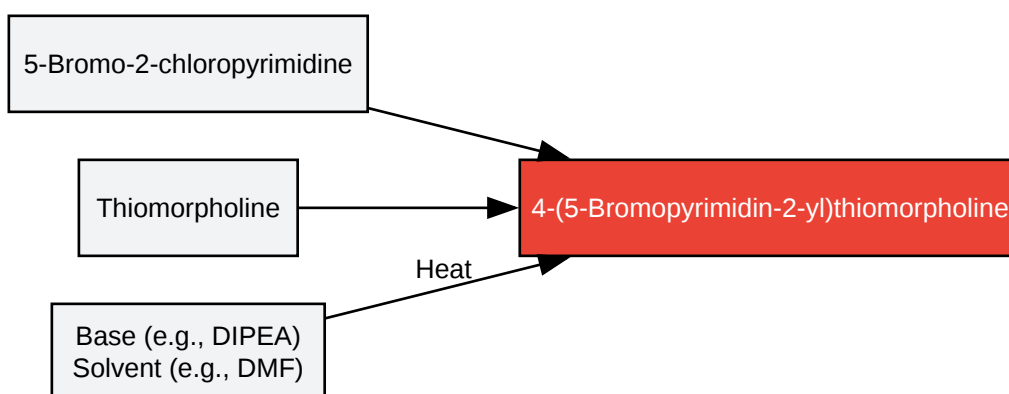 5-Bromo-2-chloropyrimidine
Thiomorpholine
4-(5-Bromopyrimidin-2-yl)thiomorpholine
Heat
Base (e.g., DIPEA)
Solvent (e.g., DMF)